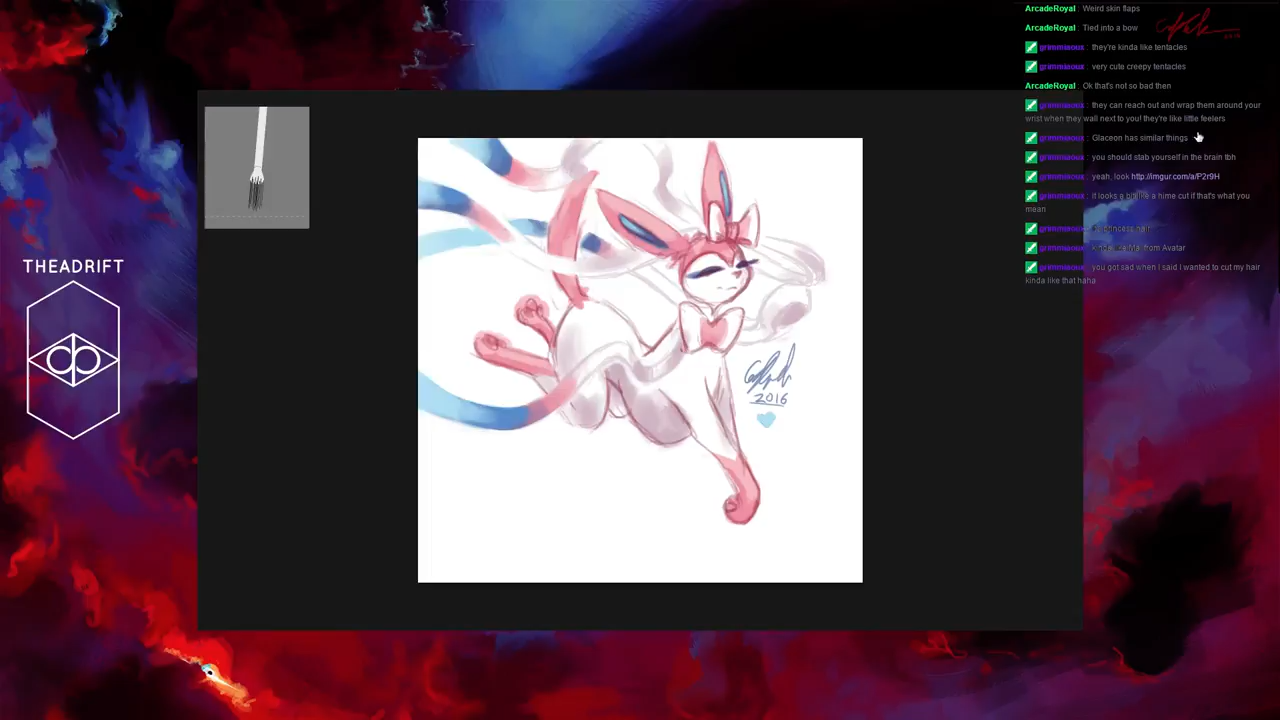 ArcadeRoyal : Weird skin flaps
ArcadeRoyal : Tied into a bow
grimmiaoux : they're kinda like tentacles
grimmiaoux : very cute creepy tentacles
ArcadeRoyal : Ok that's not so bad then
grimmiaoux : they can reach out and wrap them around your
wrist when they wall next to you! they're like little feelers
grimmiaoux : Glaceon has similar things
grimmiaoux : you should stab yourself in the brain tbh
grimmiaoux : yeah, look http://imgur.com/a/P2r9H
grimmiaoux : It looks a bit like a hime cut if that's what you
mean
grimmiaoux : princess hair
grimmiaoux : from Avatar
grimmiaoux : you got sad when I said I wanted to cut my hair
kinda like that haha
THEADRIFT
2016